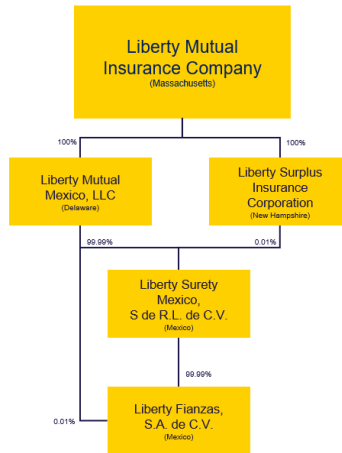 Liberty Mutual
Insurance Company
(Massachusetts)
100%
100%
Liberty Mutual
Mexico, LLC
(Delaware)
Liberty Surplus
Insurance
Corporation
(New Hampshire)
99.99%
0.01%
Liberty Surety
Mexico,
S de R.L. de C.V.
(Mexico)
99.99%
0.01%
Liberty Fianzas,
S.A. de C.V.
(Mexico)